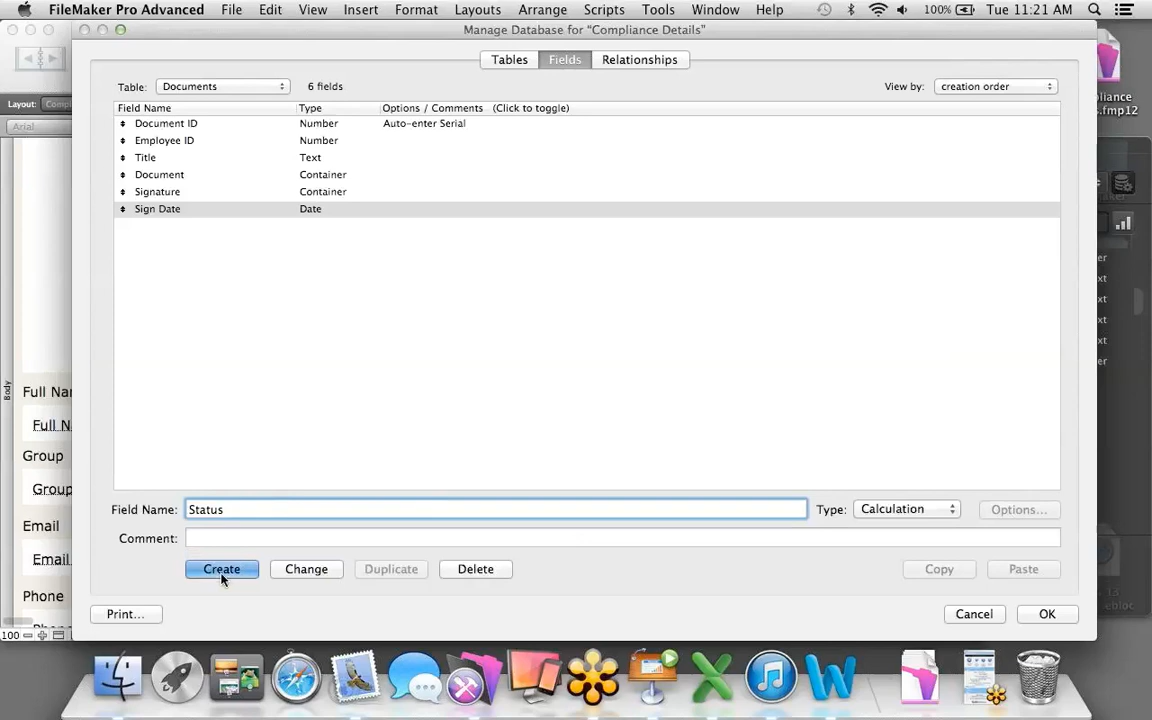 FileMaker Pro Advanced File Edit View Insert Format Layouts Arrange Scripts Tools Window Help 100% Tue 11:21 AM
Manage Database for "Compliance Details"
Tables Fields Relationships
Table: Documents 6 fields View by: creation order
Field Name Type Options / Comments (Click to toggle)
Document ID Number Auto-enter Serial
Employee ID Number
Title Text
Document Container
Signature Container
Sign Date Date
Field Name: Status Type: Calculation Options...
Comment:
Create Change Duplicate Delete Copy Paste
Print... Cancel OK
Layout:
Arial
Body
Full Nar
Full N
Group
Group
Email
Email
Phone
100
liance
s.fmp12